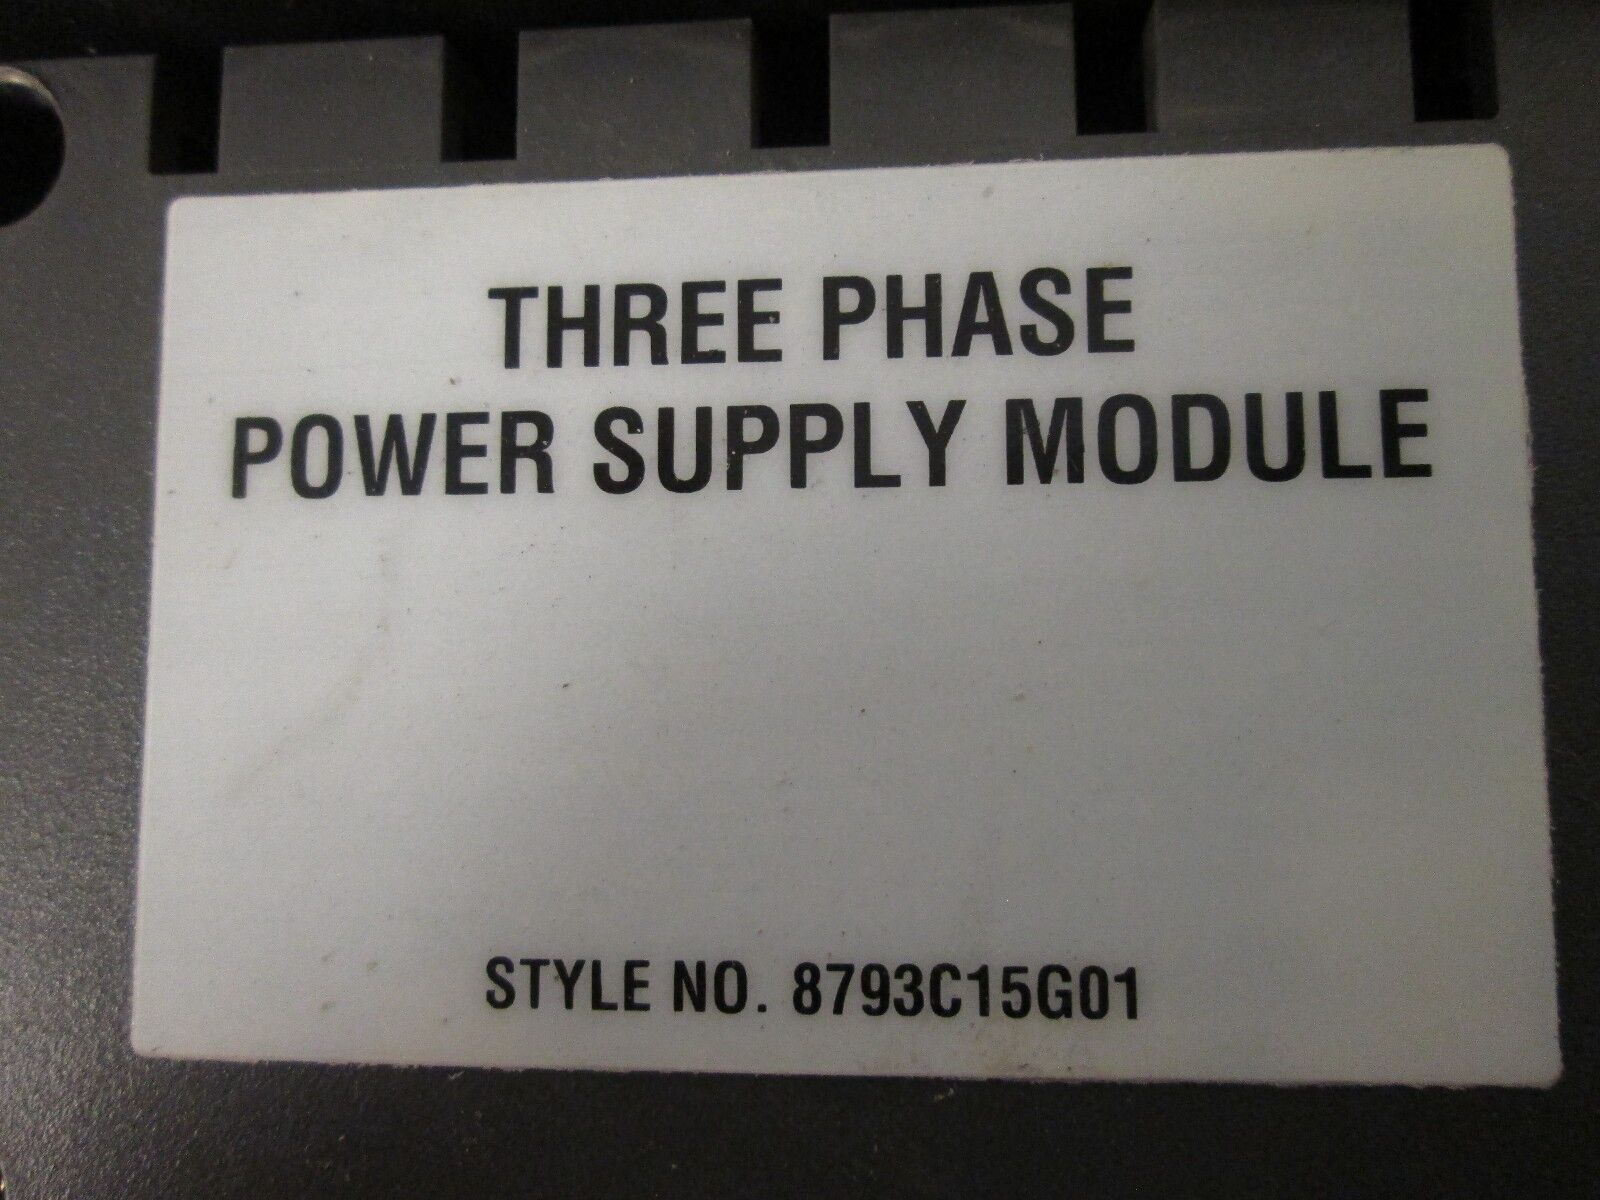 THREE PHASE
POWER SUPPLY MODULE
STYLE NO. 8793C15G01